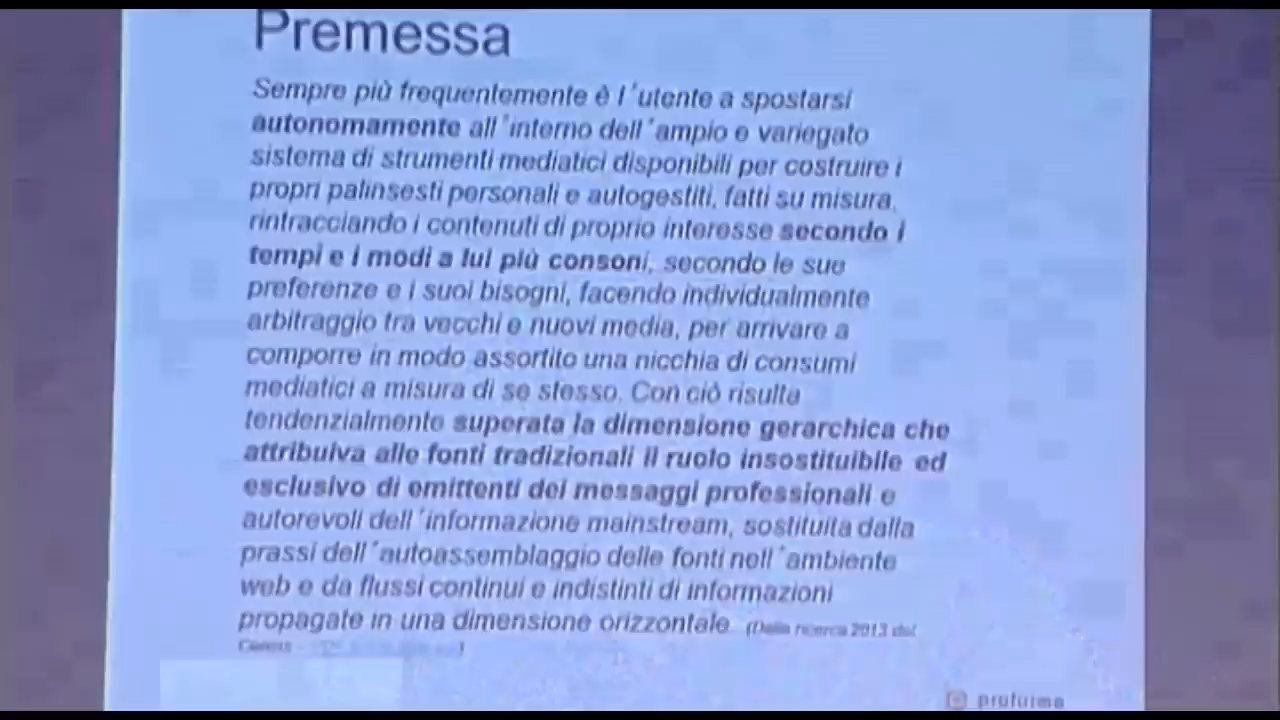 Premessa
Sempre più frequentemente è l´utente a spostarsi
autonomamente all´interno dell´ampio e variegato
sistema di strumenti mediatici disponibili per costruire i
propri palinsesti personali e autogestiti, fatti su misura,
rintracciando i contenuti di proprio interesse secondo i
tempi e i modi a lui più consoni, secondo le sue
preferenze e i suoi bisogni, facendo individualmente
arbitraggio tra vecchi e nuovi media, per arrivare a
comporre in modo assortito una nicchia di consumi
mediatici a misura di se stesso. Con ciò risulta
tendenzialmente superata la dimensione gerarchica che
attribuiva alle fonti tradizionali il ruolo insostituibile ed
esclusivo di emittenti dei messaggi professionali e
autorevoli dell´informazione mainstream, sostituita dalla
prassi dell´autoassemblaggio delle fonti nell´ambiente
web e da flussi continui e indistinti di informazioni
propagate in una dimensione orizzontale. (Dalla ricerca 2013 del